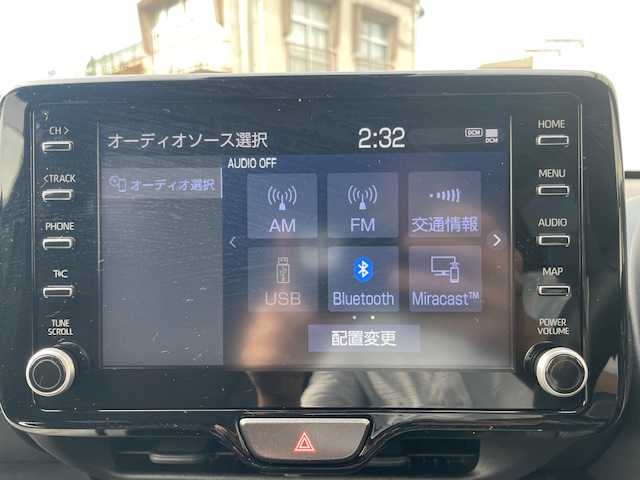 CH >
< TRACK
PHONE
T:C
TUNE
SCROLL
オーディオソース選択
2:32
DCM
DCM
オーディオ選択
AUDIO OFF
AM
FM
交通情報
USB
Bluetooth
Miracast™
配置変更
HOME
MENU
AUDIO
MAP
POWER
VOLUME